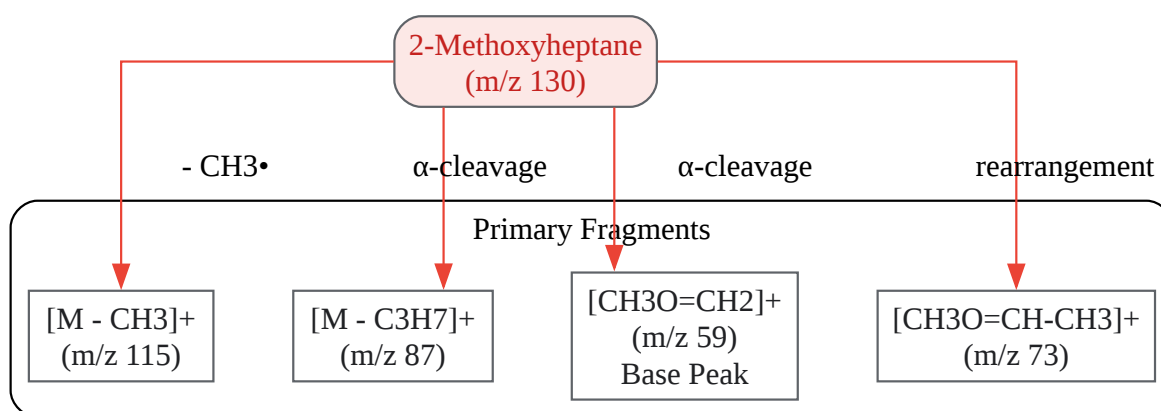 2-Methoxyheptane
(m/z 130)
- CH3•
α-cleavage
α-cleavage
rearrangement
Primary Fragments
[M - CH3]+
(m/z 115)
[M - C3H7]+
(m/z 87)
[CH3O=CH2]+
(m/z 59)
Base Peak
[CH3O=CH-CH3]+
(m/z 73)